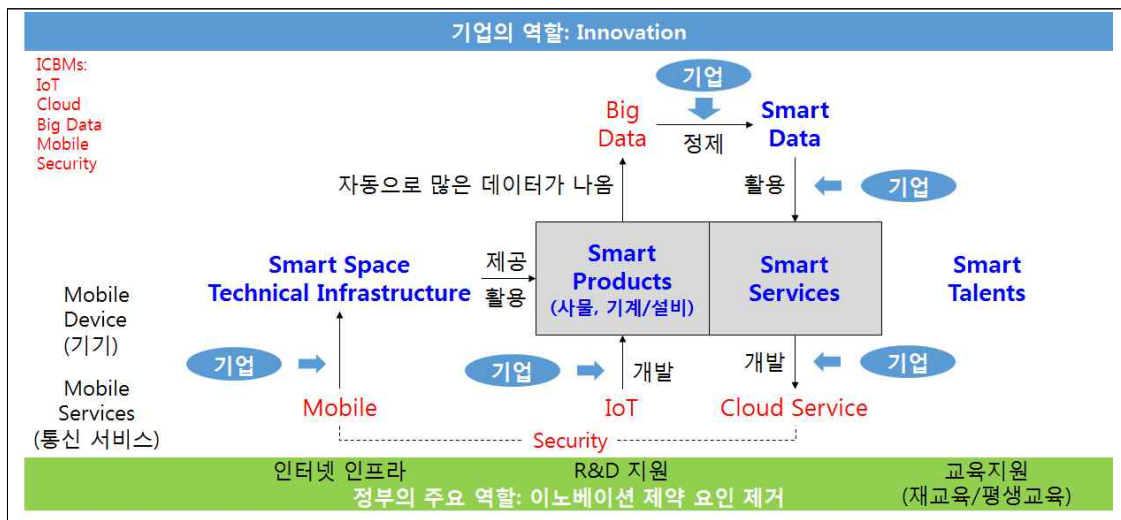 기업의 역할: Innovation
ICBMs:
IoT
Cloud
Big Data
Mobile
Security
기업
Big
Data
정제
Smart
Data
자동으로 많은 데이터가 나옴
활용
기업
Smart Space
Technical Infrastructure
제공
활용
Smart
Products
(사물, 기계/설비)
Smart
Services
Smart
Talents
Mobile
Device
(기기)
기업
기업
개발
개발
기업
Mobile
Services
(통신 서비스)
Mobile
IoT
Cloud Service
Security
인터넷 인프라
R&D 지원
교육지원
(재교육/평생교육)
정부의 주요 역할: 이노베이션 제약 요인 제거